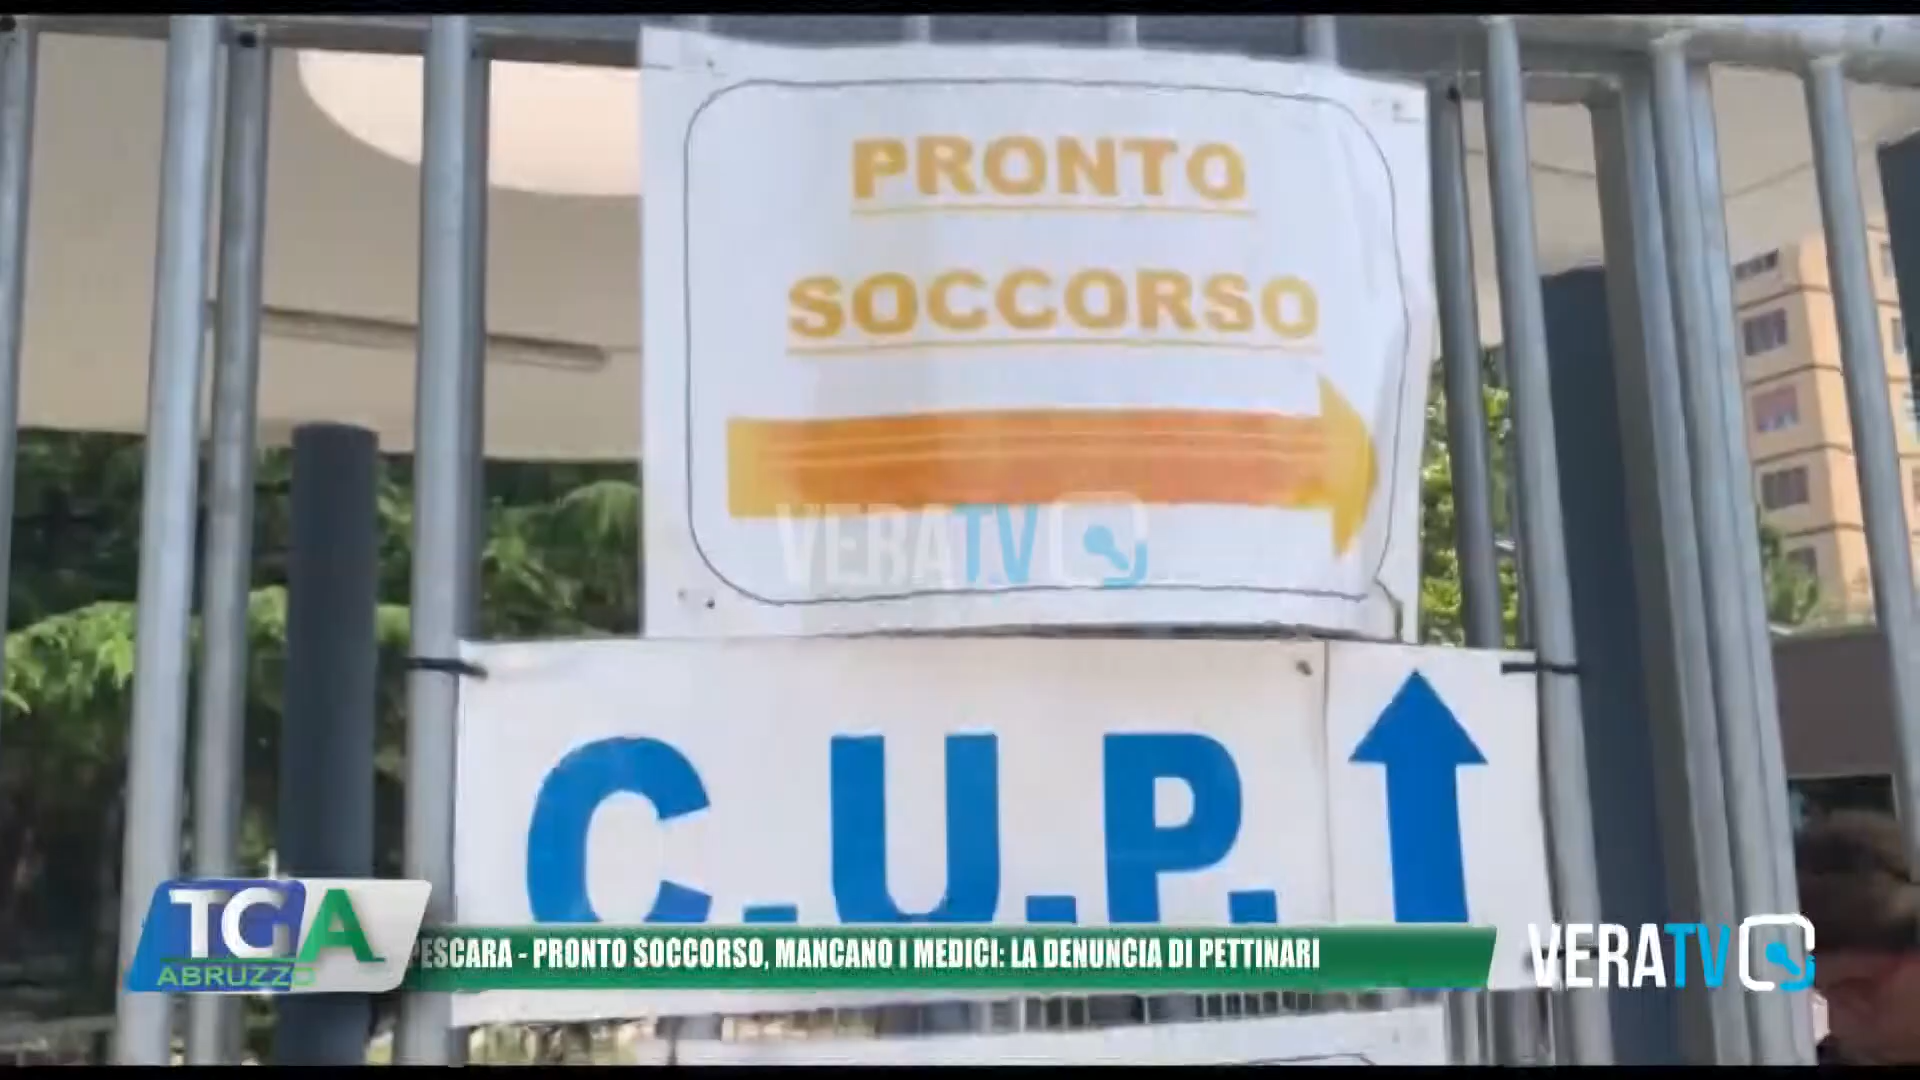 PRONTO
SOCCORSO
VERATV
C.U.P.
TGA
ABRUZZO
PESCARA - PRONTO SOCCORSO, MANCANO I MEDICI: LA DENUNCIA DI PETTINARI
VERATV